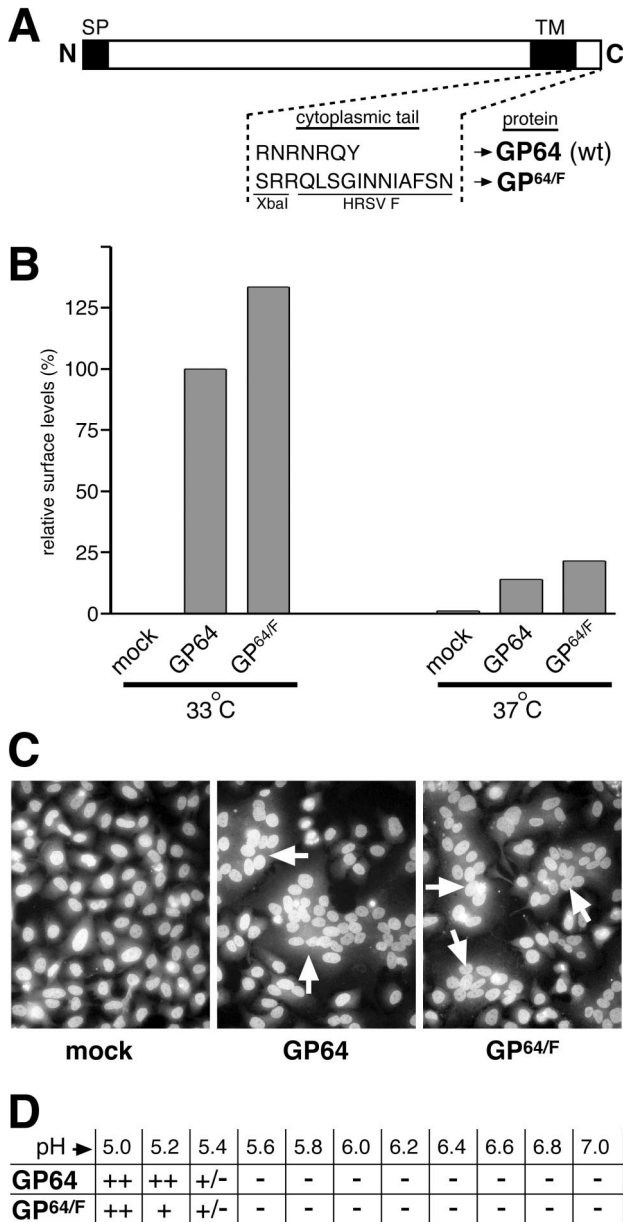 A
SP TM
N C
cytoplasmic tail protein
RNRNRQY GP64 (wt)
SRRQLSGINNIAFSN GP64/F
XbaI HRSV F
B
relative surface levels (%)
125
100
75
50
25
0
mock GP64 GP64/F mock GP64 GP64/F
33°C 37°C
C
mock GP64 GP64/F
D
pH 5.0 5.2 5.4 5.6 5.8 6.0 6.2 6.4 6.6 6.8 7.0
GP64 ++ ++ +/- - - - - - - - -
GP64/F ++ + +/- - - - - - - - -